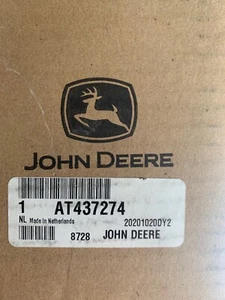 JOHN DEERE
1 AT437274
NL Made In Netherlands 20201020DY2
8728 JOHN DEERE